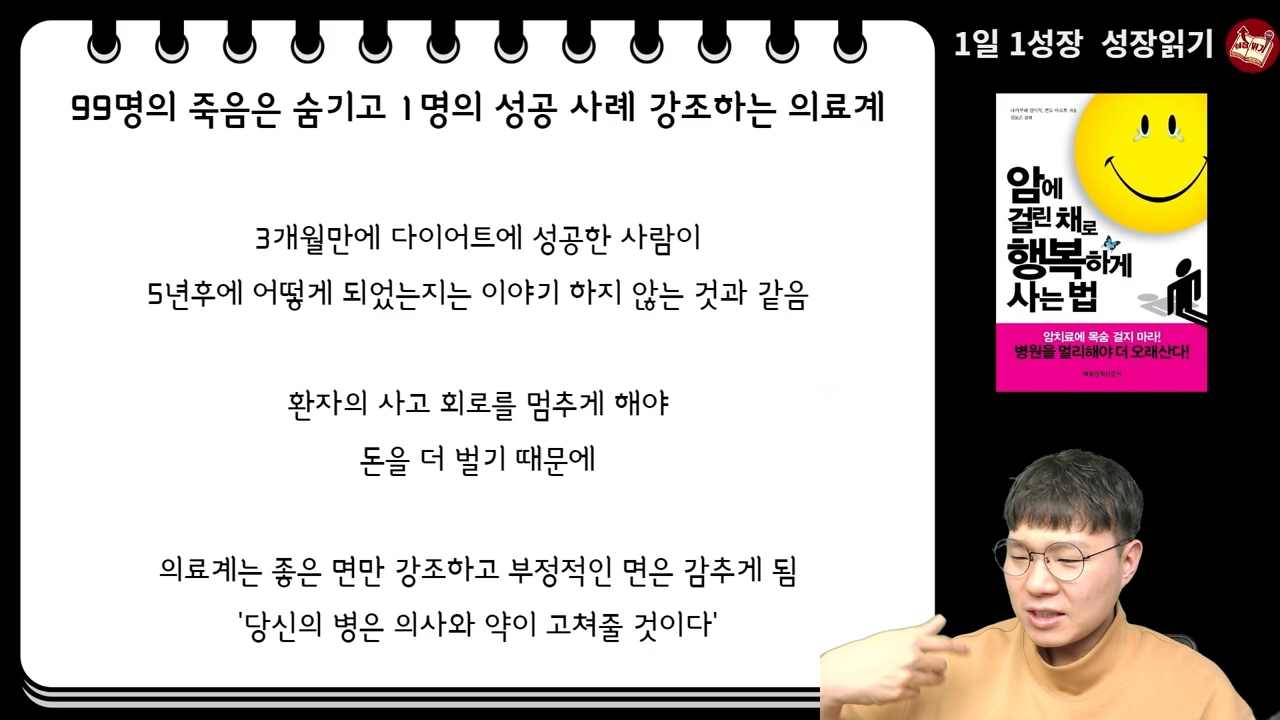 99명의 죽음은 숨기고 1명의 성공 사례 강조하는 의료계
3개월만에 다이어트에 성공한 사람이
5년후에 어떻게 되었는지는 이야기 하지 않는 것과 같음
환자의 사고 회로를 멈추게 해야
돈을 더 벌기 때문에
의료계는 좋은 면만 강조하고 부정적인 면은 감추게 됨
'당신의 병은 의사와 약이 고쳐줄 것이다'
1일 1성장 성장읽기
성장읽기
암에
걸린 채로
행복하게
사는 법
암치료에 목숨 걸지 마라!
병원을 멀리해야 더 오래산다!